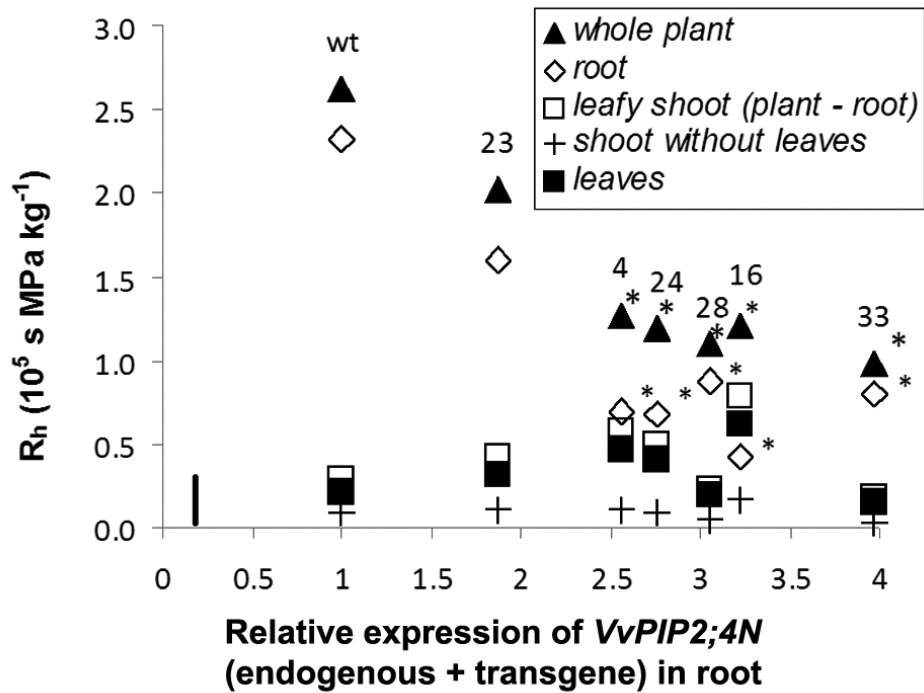 3.0
2.5
2.0
1.5
1.0
0.5
0.0
R_h (10^5 s MPa kg^-1)
wt
23
4
24
28
16
33
* * * * *
* * * * *
whole plant
root
leafy shoot (plant - root)
shoot without leaves
leaves
0 0.5 1 1.5 2 2.5 3 3.5 4
Relative expression of VvPIP2;4N
(endogenous + transgene) in root